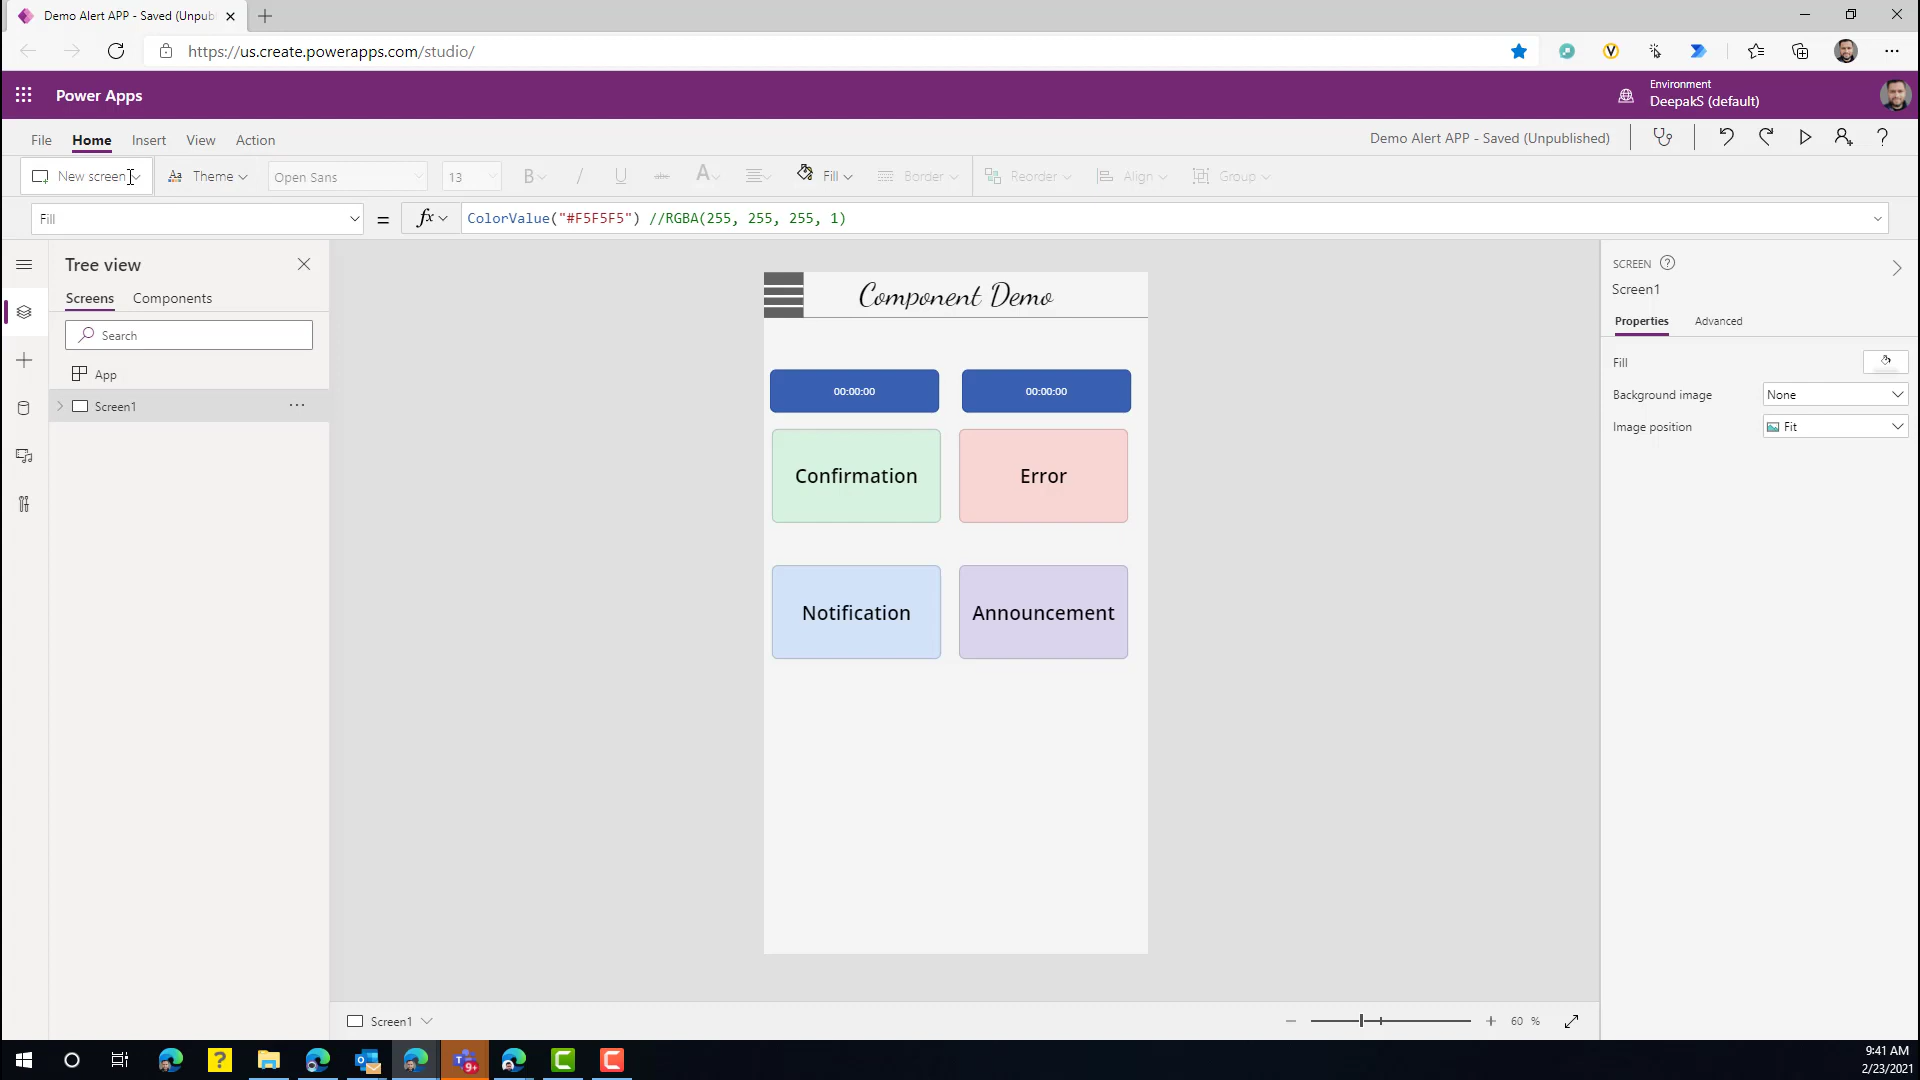 Demo Alert APP - Saved (Unpub
https://us.create.powerapps.com/studio/
Power Apps
Environment
DeepakS (default)
File Home Insert View Action
Demo Alert APP - Saved (Unpublished)
New screen Theme Open Sans 13 B / U abc A Fill Border Reorder Align Group
Fill = fx ColorValue("#F5F5F5") //RGBA(255, 255, 255, 1)
Tree view
Screens Components
Search
App
Screen1
Component Demo
00:00:00 00:00:00
Confirmation Error
Notification Announcement
SCREEN
Screen1
Properties Advanced
Fill
Background image None
Image position Fit
Screen1
60 %
9+
9:41 AM
2/23/2021